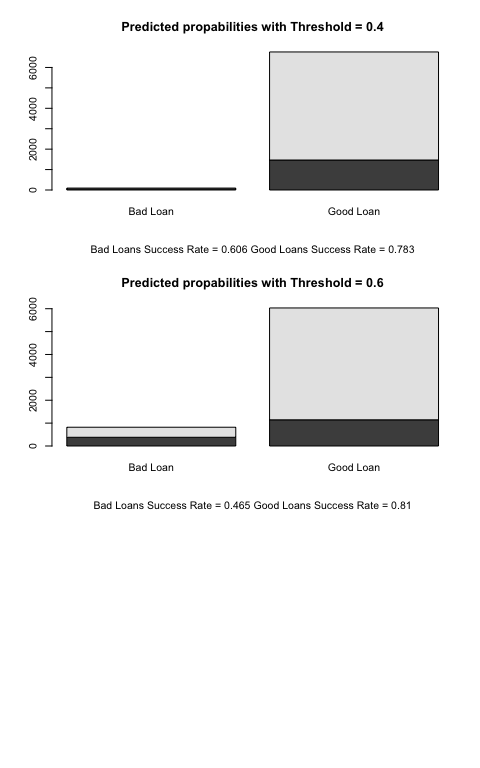 Predicted propabilities with Threshold = 0.4
6000
4000
2000
0
Bad Loan
Good Loan
Bad Loans Success Rate = 0.606 Good Loans Success Rate = 0.783
Predicted propabilities with Threshold = 0.6
6000
4000
2000
0
Bad Loan
Good Loan
Bad Loans Success Rate = 0.465 Good Loans Success Rate = 0.81